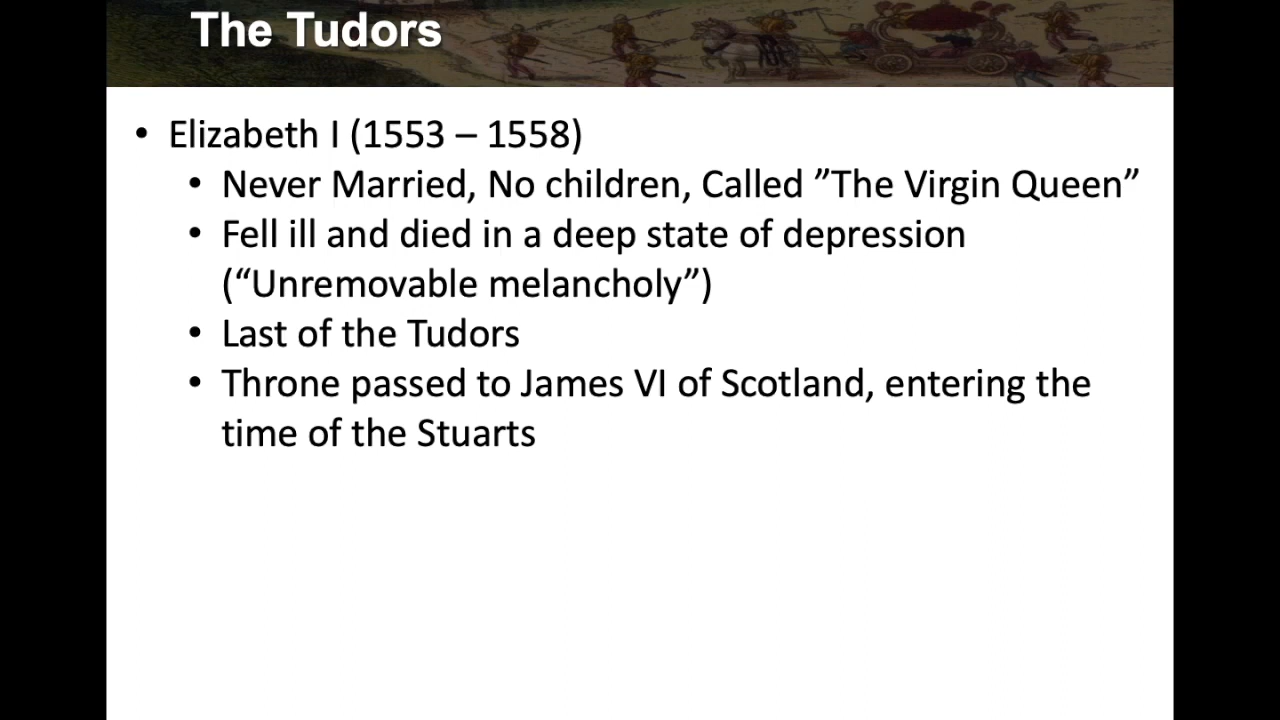 The Tudors
• Elizabeth I (1553 – 1558)
• Never Married, No children, Called ”The Virgin Queen”
• Fell ill and died in a deep state of depression
(“Unremovable melancholy”)
• Last of the Tudors
• Throne passed to James VI of Scotland, entering the
time of the Stuarts